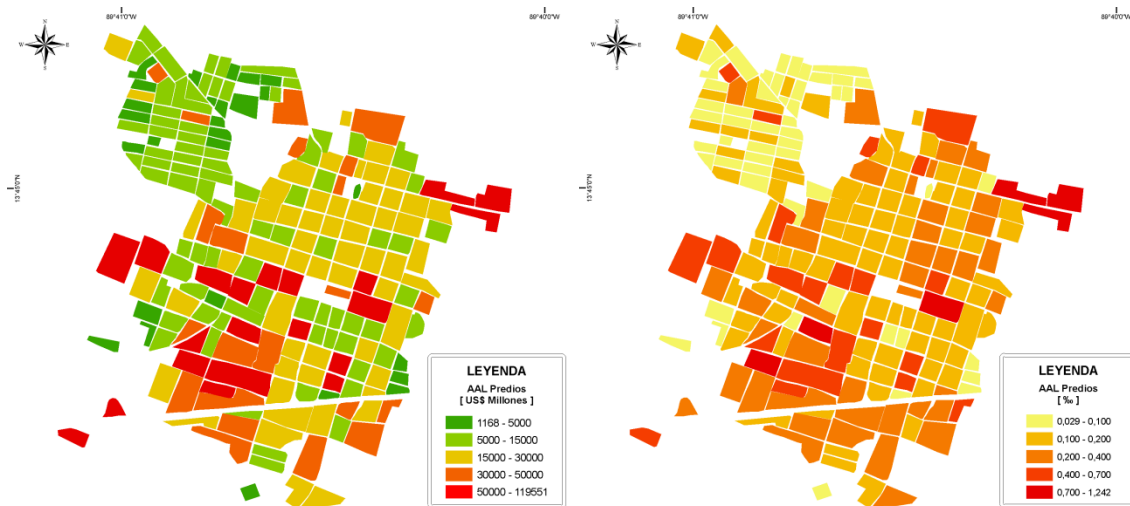 89°41'0"W
89°40'0"W
N
W
E
S
13°45'0"N
LEYENDA
AAL Predios
[ US$ Millones ]
1168 - 5000
5000 - 15000
15000 - 30000
30000 - 50000
50000 - 119551
89°41'0"W
89°40'0"W
N
W
E
S
13°45'0"N
LEYENDA
AAL Predios
[ ‰ ]
0,029 - 0,100
0,100 - 0,200
0,200 - 0,400
0,400 - 0,700
0,700 - 1,242